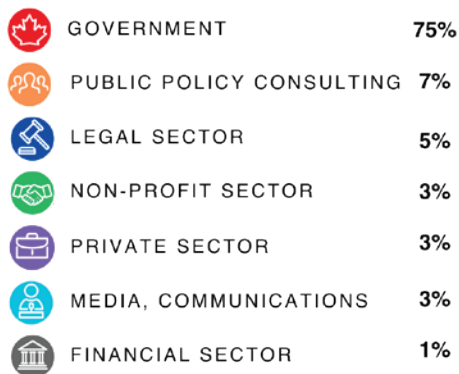 GOVERNMENT 75%
PUBLIC POLICY CONSULTING 7%
LEGAL SECTOR 5%
NON-PROFIT SECTOR 3%
PRIVATE SECTOR 3%
MEDIA, COMMUNICATIONS 3%
FINANCIAL SECTOR 1%